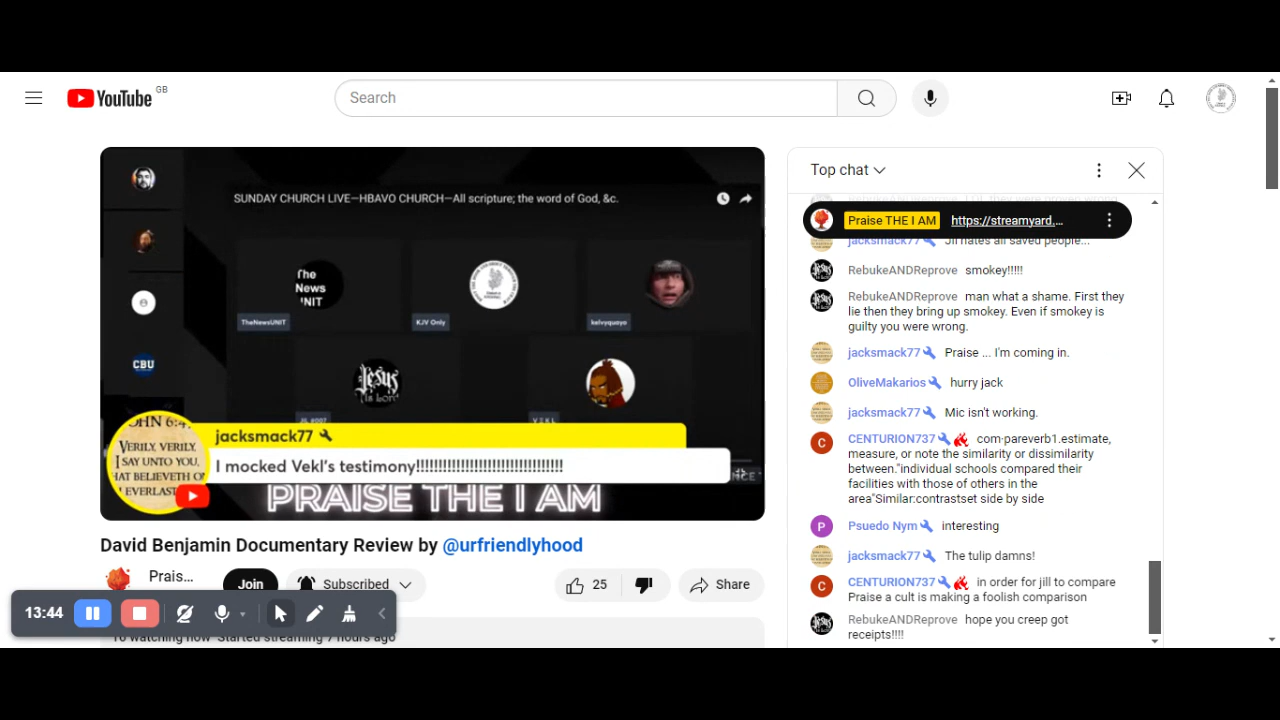 YouTube GB
Search
SUNDAY CHURCH LIVE—HBAVO CHURCH—All scripture; the word of God, &c.
The
News
UNIT
TheNewsUNIT
KJV Only
kelvyquayo
Jesus
is Lord
CBU
JOHN 6:4
VERILY, VERILY,
I SAY UNTO YOU,
HAT BELIEVETH O
EVERLAST
jacksmack77
I mocked Vekl's testimony!!!!!!!!!!!!!!!!!!!!!!!!!!!!!!!!!
PRAISE THE I AM
David Benjamin Documentary Review by @urfriendlyhood
Prais...
Join
Subscribed
25
Share
13:44
watching now Started streaming 7 hours ago
Top chat
Praise THE I AM https://streamyard....
jacksmack77 Jil hates all saved people...
RebukeANDReprove smokey!!!!!
RebukeANDReprove man what a shame. First they
lie then they bring up smokey. Even if smokey is
guilty you were wrong.
jacksmack77 Praise ... I'm coming in.
OliveMakarios hurry jack
jacksmack77 Mic isn't working.
C
CENTURION737 com·pareverb1.estimate,
measure, or note the similarity or dissimilarity
between."individual schools compared their
facilities with those of others in the
area"Similar:contrastset side by side
P
Psuedo Nym interesting
jacksmack77 The tulip damns!
C
CENTURION737 in order for jill to compare
Praise a cult is making a foolish comparison
RebukeANDReprove hope you creep got
receipts!!!!